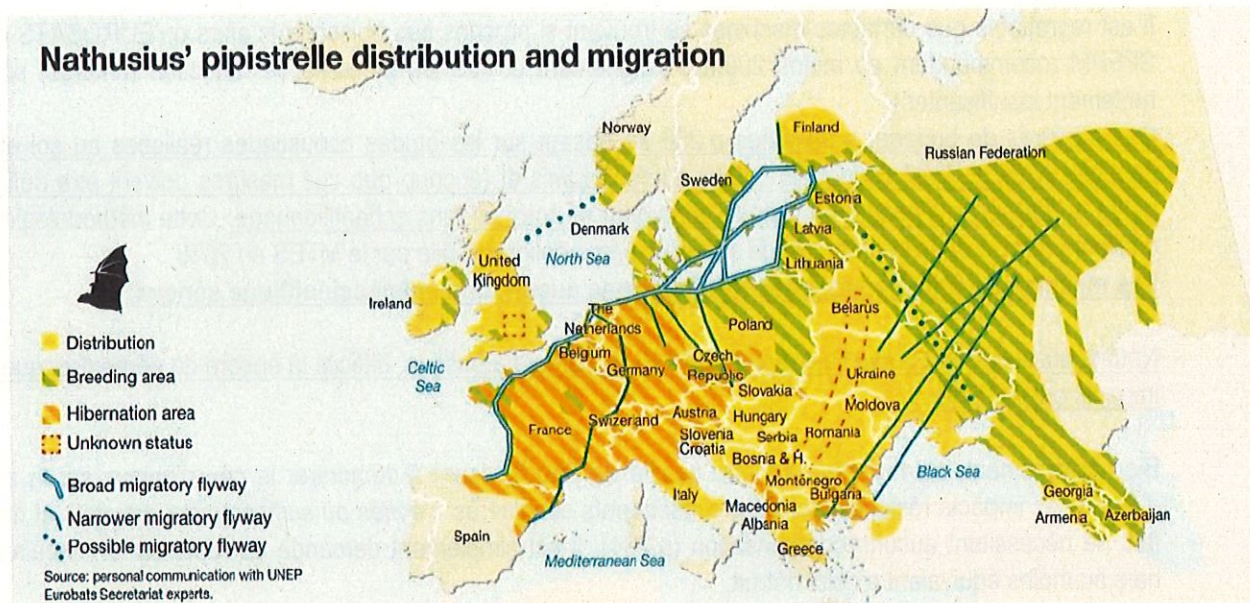 Nathusius' pipistrelle distribution and migration
Norway
Finland
Russian Federation
Sweden
Estonia
Denmark
Latvia
North Sea
United
Kingdom
Lithuania
Ireland
The
Netherlands
Belarus
Poland
Distribution
Belgum
Celtic
Sea
Germany
Czech
Republic
Ukraine
Breeding area
Slovakia
Moldova
Hibernation area
France
Swizerland
Austria
Hungary
Slovenia
Croatia
Serbia
Romania
Unknown status
Bosnia & H.
Black Sea
Broad migratory flyway
Italy
Montenegro
Bulgaria
Georgia
Narrower migratory flyway
Macedonia
Albania
Armenia
Azerbaijan
Possible migratory flyway
Spain
Greece
Mediterranean Sea
Source: personal communication with UNEP
Eurobats Secretariat experts.